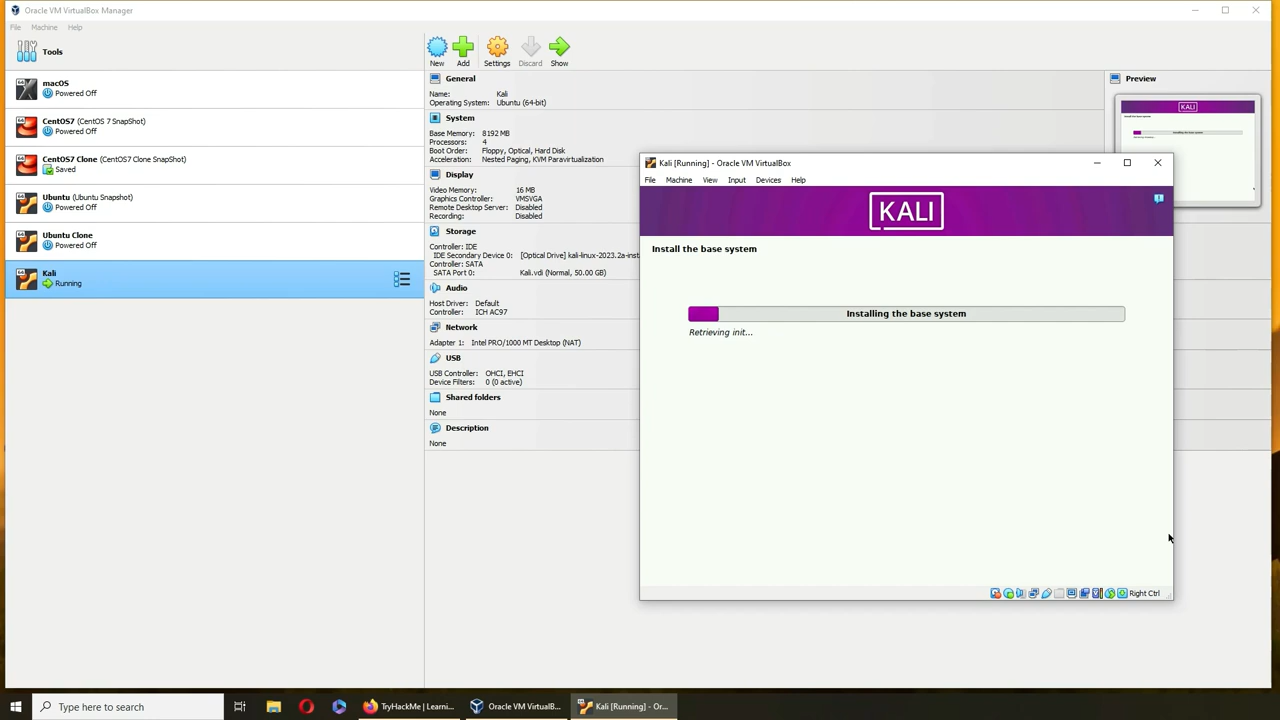 Oracle VM VirtualBox Manager
File Machine Help
Tools
macOS
Powered Off
CentOS7 (CentOS 7 SnapShot)
Powered Off
CentOS7 Clone (CentOS7 Clone SnapShot)
Saved
Ubuntu (Ubuntu Snapshot)
Powered Off
Ubuntu Clone
Powered Off
Kali
Running
New Add Settings Discard Show
General
Name: Kali
Operating System: Ubuntu (64-bit)
System
Base Memory: 8192 MB
Processors: 4
Boot Order: Floppy, Optical, Hard Disk
Acceleration: Nested Paging, KVM Paravirtualization
Display
Video Memory: 16 MB
Graphics Controller: VMSVGA
Remote Desktop Server: Disabled
Recording: Disabled
Storage
Controller: IDE
IDE Secondary Device 0: [Optical Drive] kali-linux-2023.2a-inst
Controller: SATA
SATA Port 0: Kali.vdi (Normal, 50.00 GB)
Audio
Host Driver: Default
Controller: ICH AC97
Network
Adapter 1: Intel PRO/1000 MT Desktop (NAT)
USB
USB Controller: OHCI, EHCI
Device Filters: 0 (0 active)
Shared folders
None
Description
None
Preview
KALI
Install the base system
Installing the base system
Kali [Running] - Oracle VM VirtualBox
File Machine View Input Devices Help
KALI
Install the base system
Installing the base system
Retrieving init...
Right Ctrl
Type here to search
TryHackMe | Learni...
Oracle VM VirtualB...
Kali [Running] - Or...